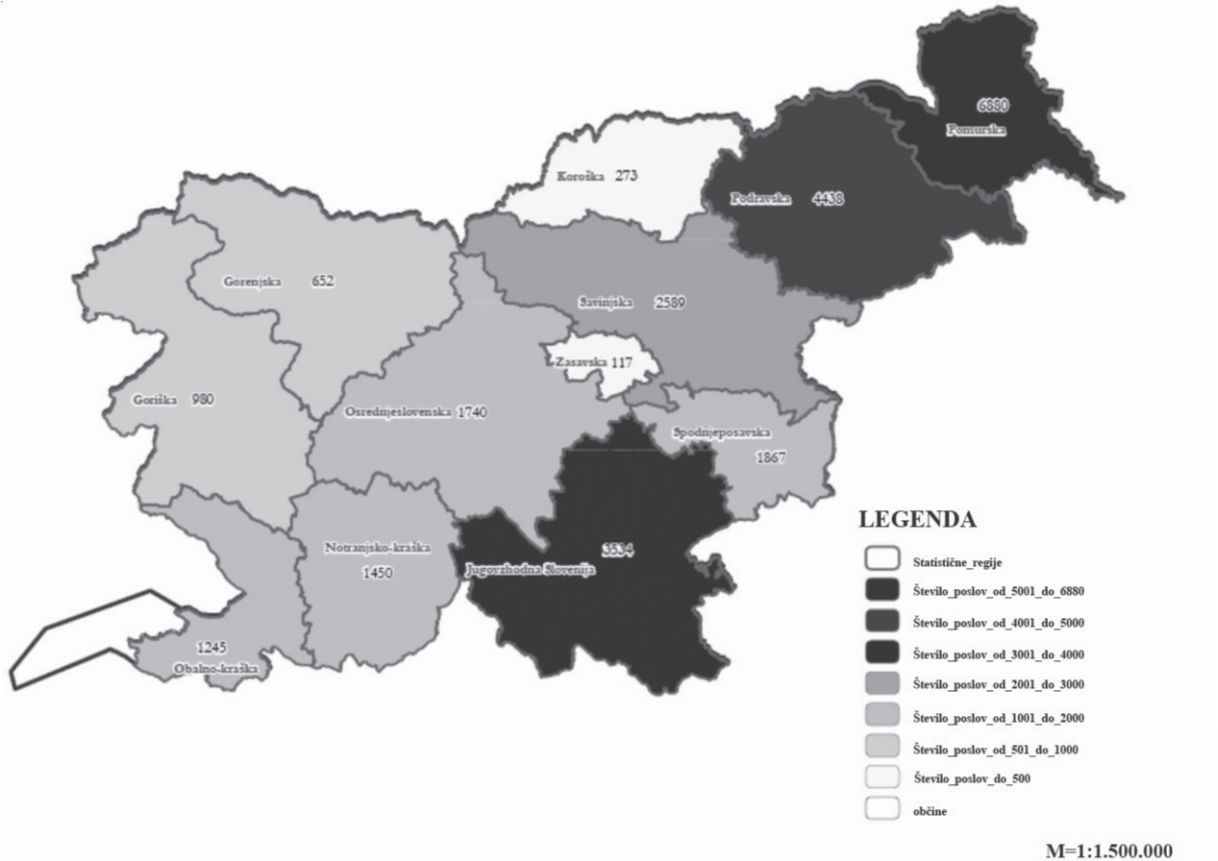 6880
Pomurska
Koroška 273
Podravska 4438
Gorenjska 652
Savinjska 2589
Zasavska 117
Goriška 980
Osrednjeslovenska 1740
Spodnjeposavska
1867
Notranjsko-kraška
1450
3534
Jugovzhodna Slovenija
1245
Obalno-kraška
LEGENDA
Statistične_regije
Število_poslov_od_5001_do_6880
Število_poslov_od_4001_do_5000
Število_poslov_od_3001_do_4000
Število_poslov_od_2001_do_3000
Število_poslov_od_1001_do_2000
Število_poslov_od_501_do_1000
Število_poslov_do_500
občine
M=1:1.500.000